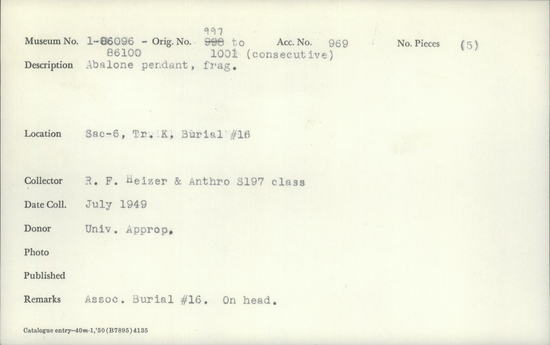 997
Museum No. 1-86096 - Orig. No. 998 to Acc. No. 969 No. Pieces (5)
86100 1001 (consecutive)
Description Abalone pendant, frag.
Location Sac-6, Tr. K, Burial #16
Collector R. F. Heizer & Anthro S197 class
Date Coll. July 1949
Donor Univ. Approp.
Photo
Published
Remarks Assoc. Burial #16. On head.
Catalogue entry—40m-1,'50 (B7895) 4135